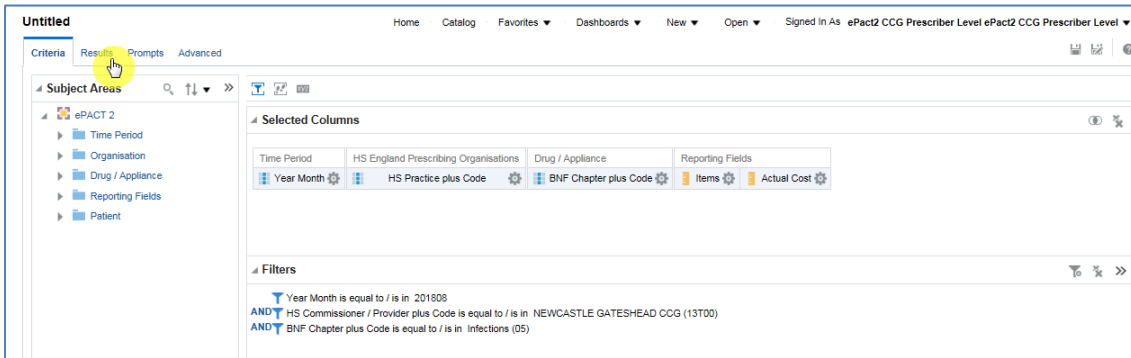 Untitled
Home Catalog Favorites Dashboards New Open Signed In As ePact2 CCG Prescriber Level ePact2 CCG Prescriber Level
Criteria Results Prompts Advanced
Subject Areas
ePACT 2
Time Period
Organisation
Drug / Appliance
Reporting Fields
Patient
Selected Columns
Time Period HS England Prescribing Organisations Drug / Appliance Reporting Fields
Year Month HS Practice plus Code BNF Chapter plus Code Items Actual Cost
Filters
Year Month is equal to / is in 201808
AND HS Commissioner / Provider plus Code is equal to / is in NEWCASTLE GATESHEAD CCG (13T00)
AND BNF Chapter plus Code is equal to / is in Infections (05)